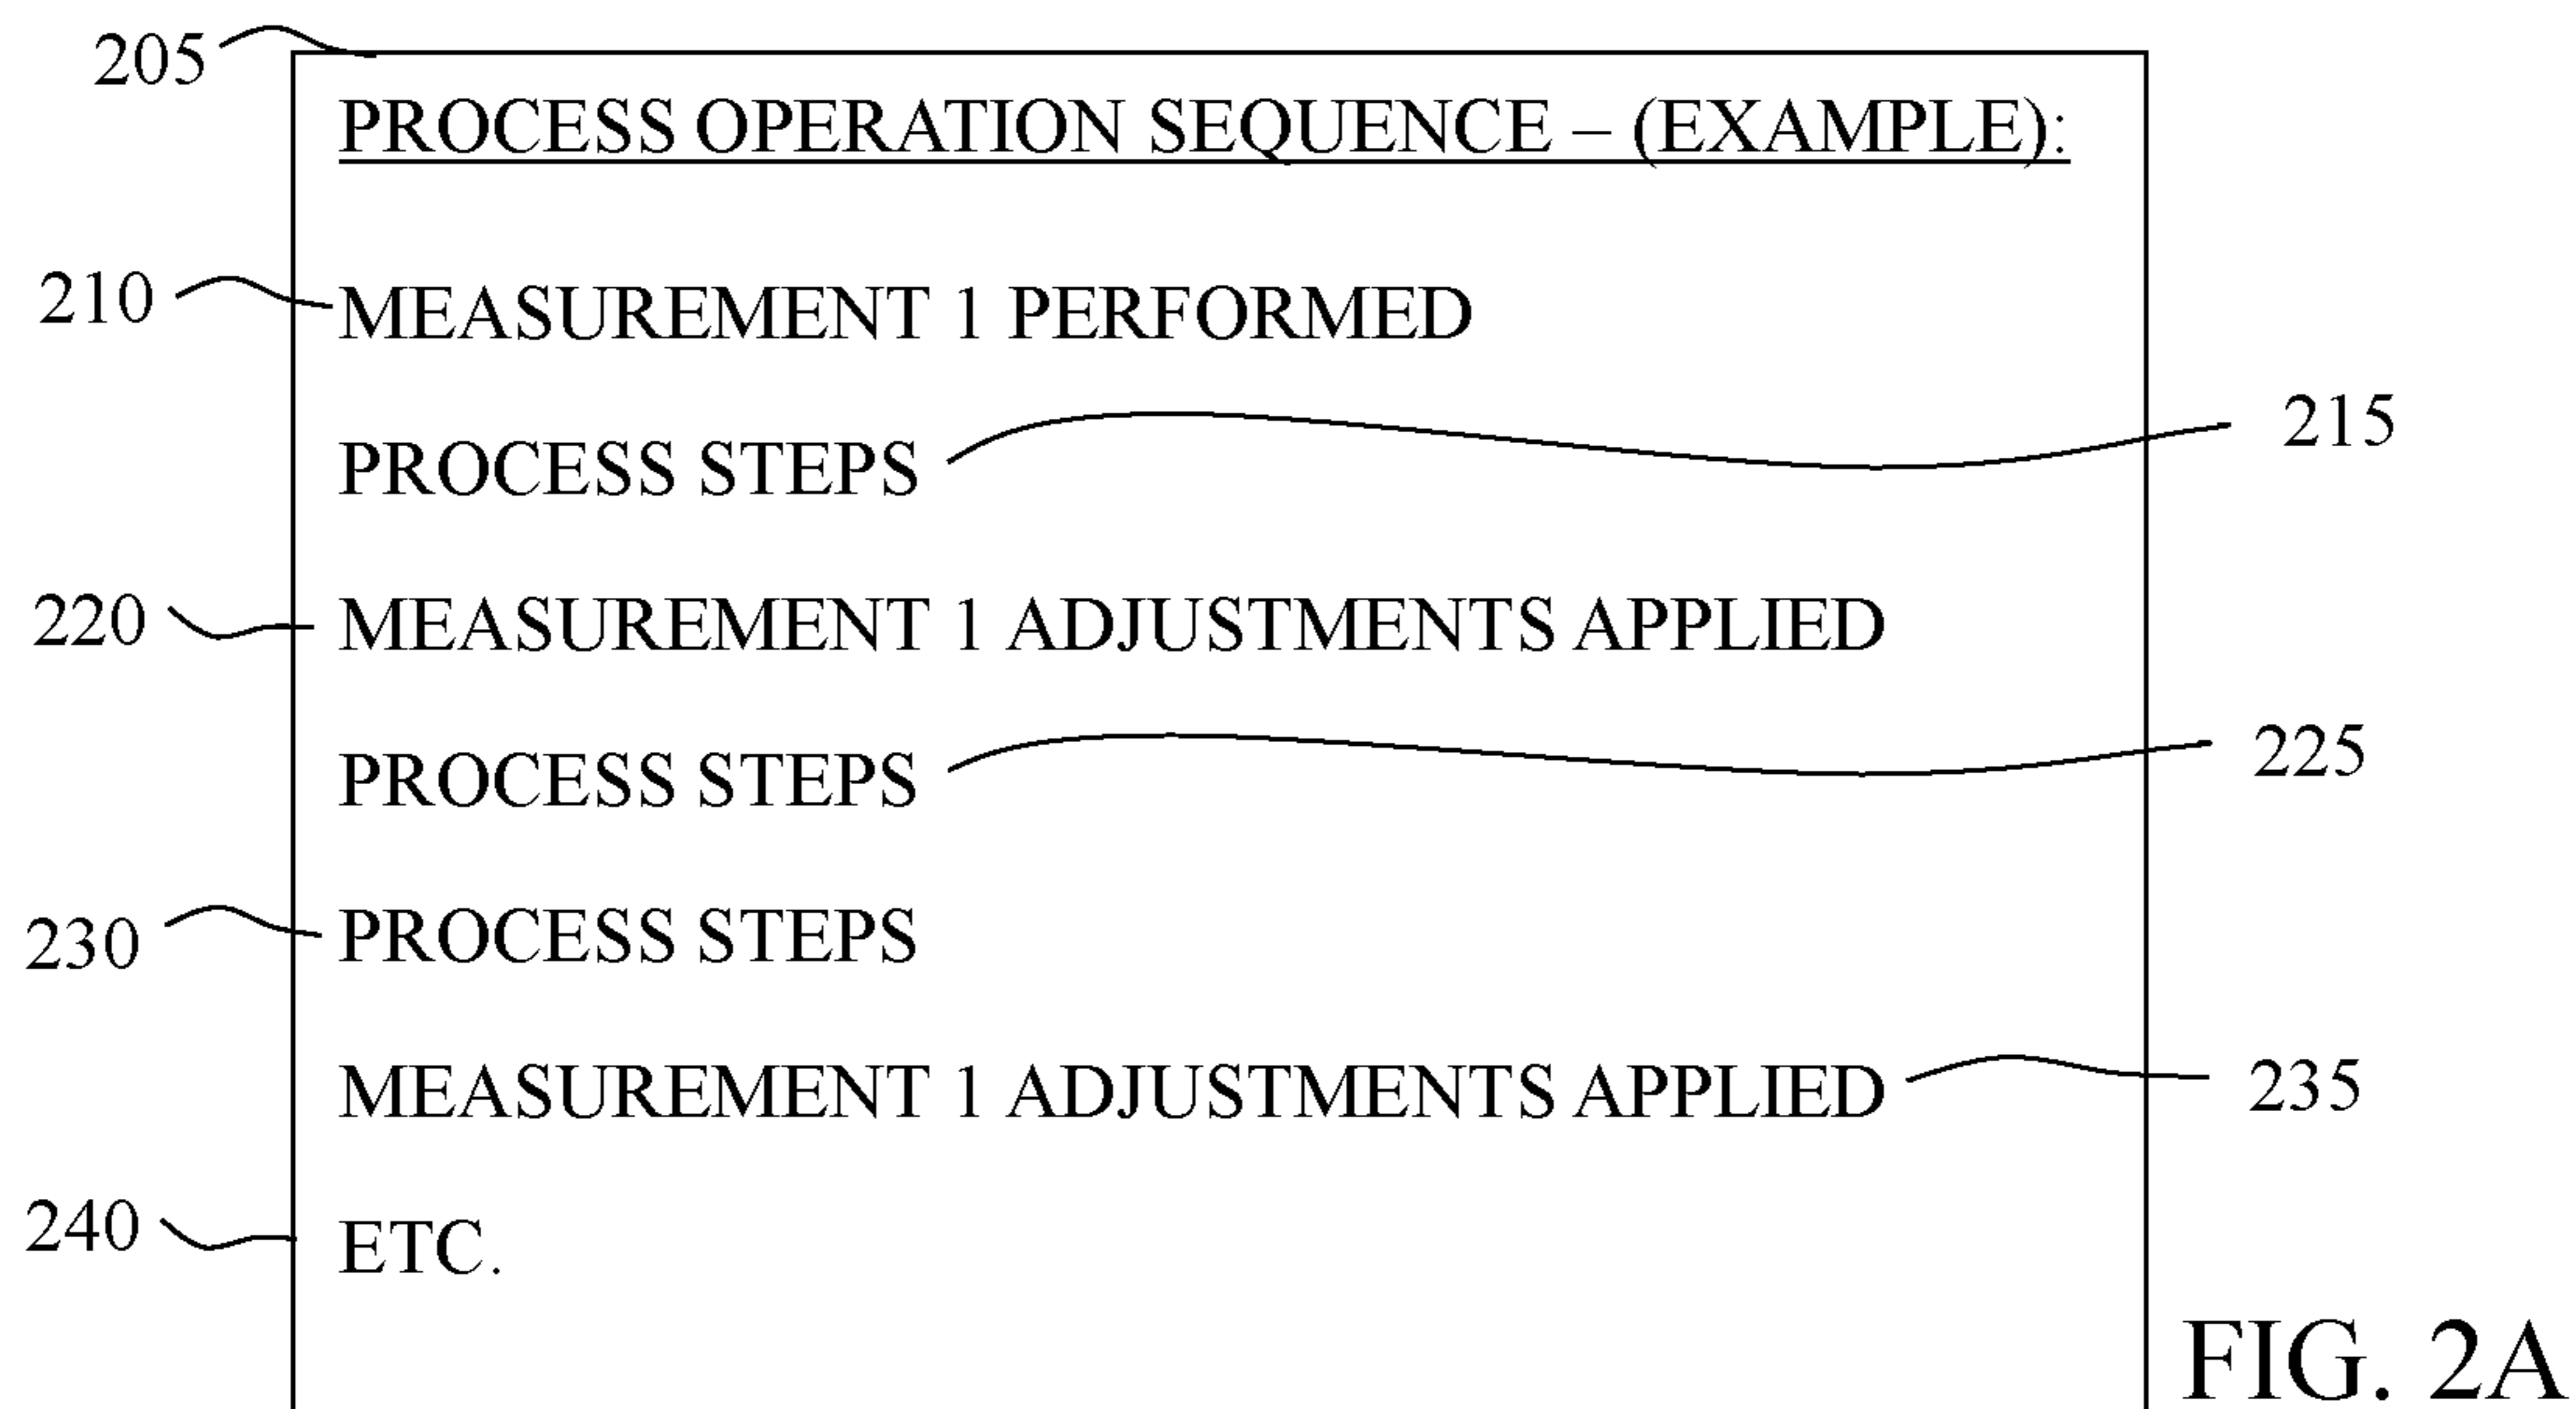 205
PROCESS OPERATION SEQUENCE – (EXAMPLE):
210 MEASUREMENT 1 PERFORMED
PROCESS STEPS 215
220 MEASUREMENT 1 ADJUSTMENTS APPLIED
PROCESS STEPS 225
230 PROCESS STEPS
MEASUREMENT 1 ADJUSTMENTS APPLIED 235
240 ETC.
FIG. 2A